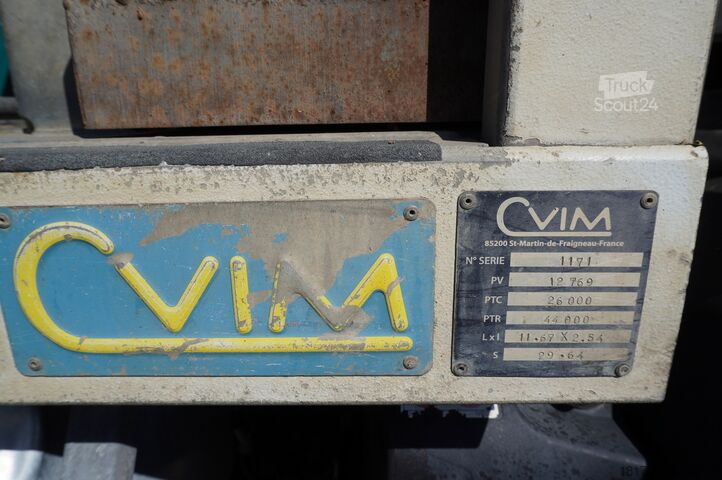 Truck
Scout24
CVIM
CVIM
85200 St-Martin-de-Fraigneau-France
N° SERIE 1171
PV 12 769
PTC 26 000
PTR 44 000
L x l 11.67 X 2.54
S 29.64